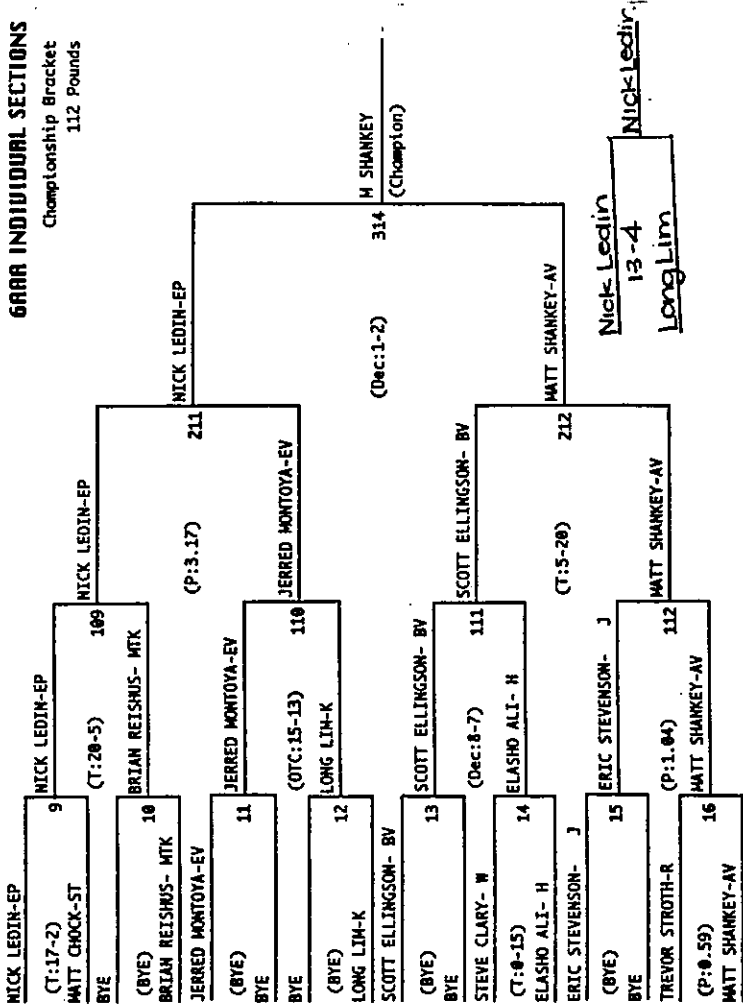 6AAA INDIVIDUAL SECTIONS
Championship Bracket
112 Pounds
NICK LEDIN-EP
(T:17-2)
MATT CHOCK-ST
9
NICK LEDIN-EP
BYE
(BYE)
BRIAN REISHUS- MTK
10
BRIAN REISHUS- MTK
(T:20-5)
109
NICK LEDIN-EP
JERRED MONTOYA-EV
(BYE)
BYE
11
JERRED MONTOYA-EV
BYE
(BYE)
LONG LIM-K
12
LONG LIM-K
(OTC:15-13)
110
JERRED MONTOYA-EV
(P:3.17)
211
NICK LEDIN-EP
SCOTT ELLINGSON- BV
(BYE)
BYE
13
SCOTT ELLINGSON- BV
STEVE CLARY- W
(T:0-15)
ELASHO ALI- H
14
ELASHO ALI- H
(Dec:8-7)
111
SCOTT ELLINGSON- BV
ERIC STEVENSON- J
(BYE)
BYE
15
ERIC STEVENSON- J
TREVOR STROTH-R
(P:0.59)
MATT SHANKEY-AV
16
MATT SHANKEY-AV
(P:1.04)
112
MATT SHANKEY-AV
(T:5-20)
212
MATT SHANKEY-AV
(Dec:1-2)
314
M SHANKEY
(Champion)
Nick Ledin
13-4
Long Lim
Nick Ledin